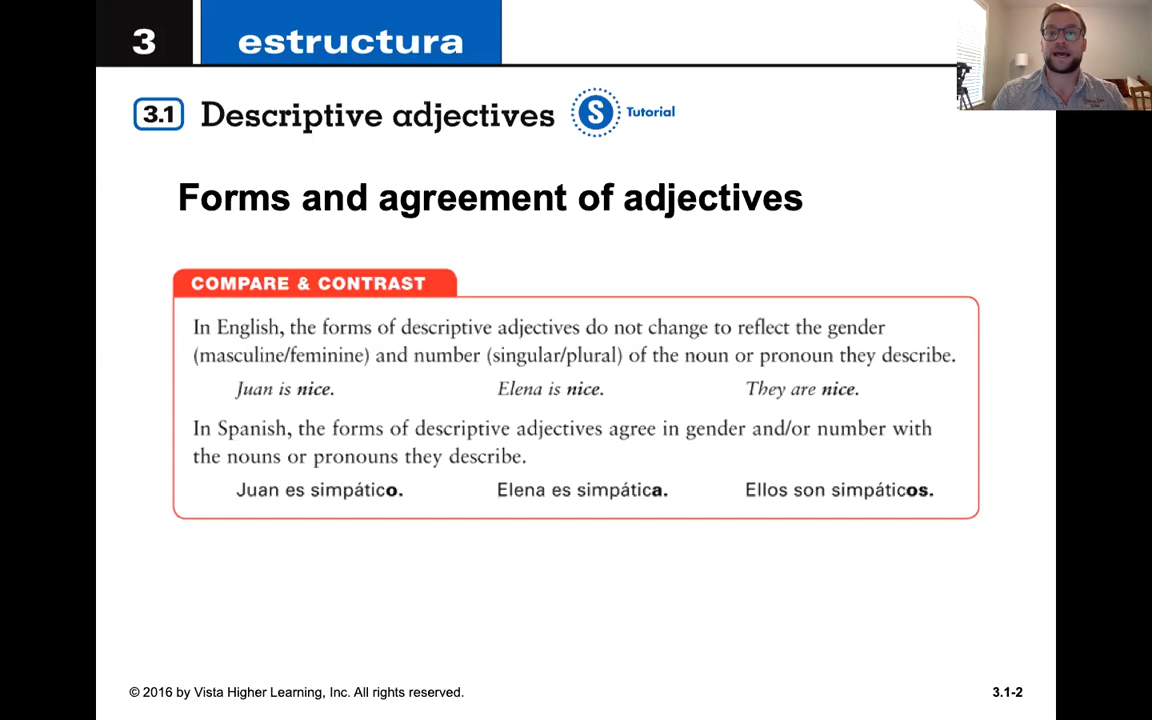 3 estructura
3.1 Descriptive adjectives S Tutorial
Forms and agreement of adjectives
COMPARE & CONTRAST
In English, the forms of descriptive adjectives do not change to reflect the gender
(masculine/feminine) and number (singular/plural) of the noun or pronoun they describe.
Juan is nice. Elena is nice. They are nice.
In Spanish, the forms of descriptive adjectives agree in gender and/or number with
the nouns or pronouns they describe.
Juan es simpático. Elena es simpática. Ellos son simpáticos.
© 2016 by Vista Higher Learning, Inc. All rights reserved. 3.1-2